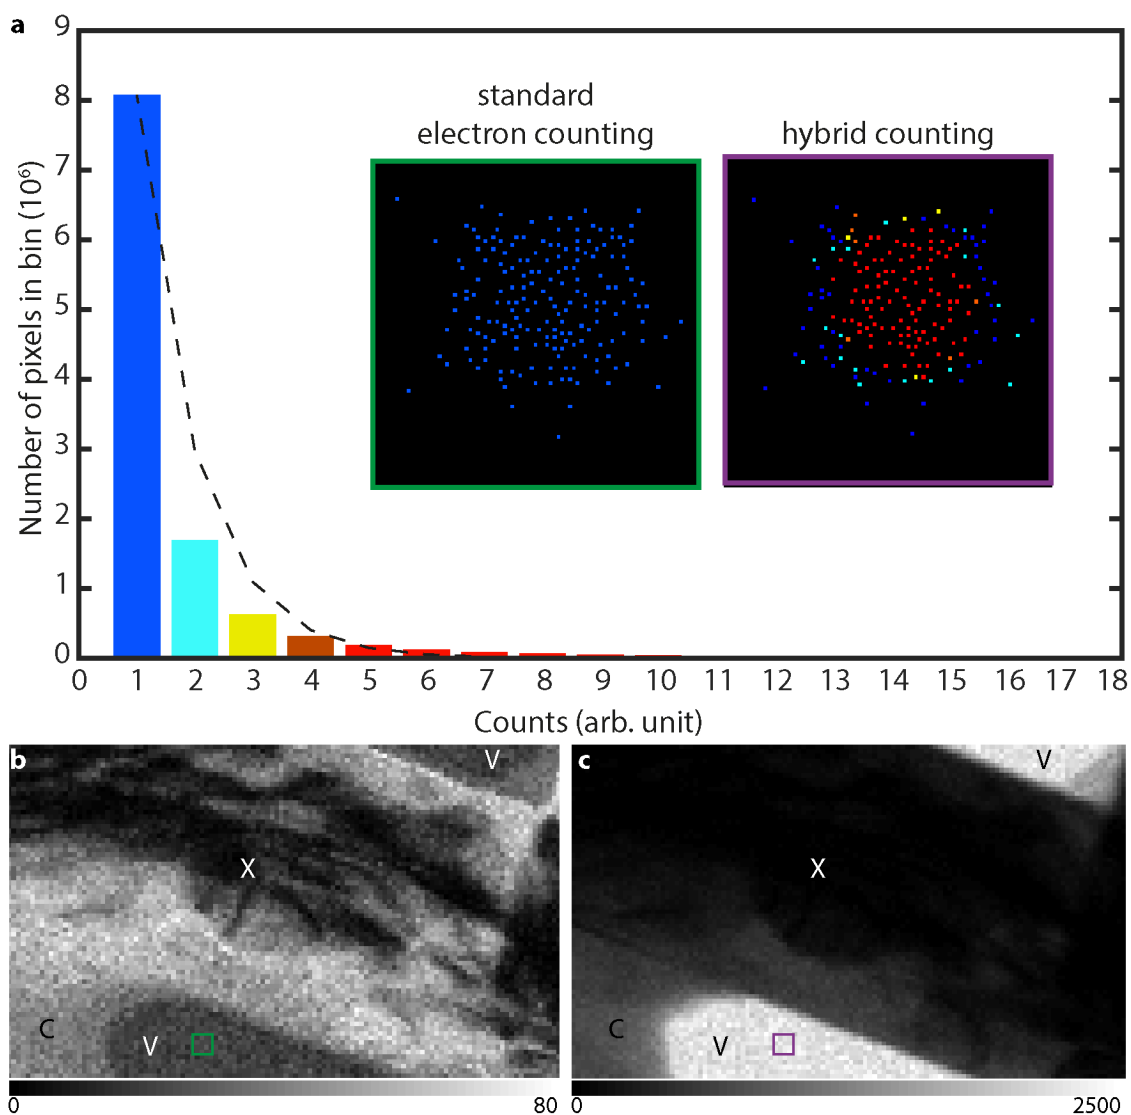 a
9
8
7
6
5
4
3
2
1
0
Number of pixels in bin (10⁶)
standard
electron counting
hybrid counting
0 1 2 3 4 5 6 7 8 9 10 11 12 13 14 15 16 17 18
Counts (arb. unit)
b
V
X
C
V
0 80
c
V
X
C
V
0 2500